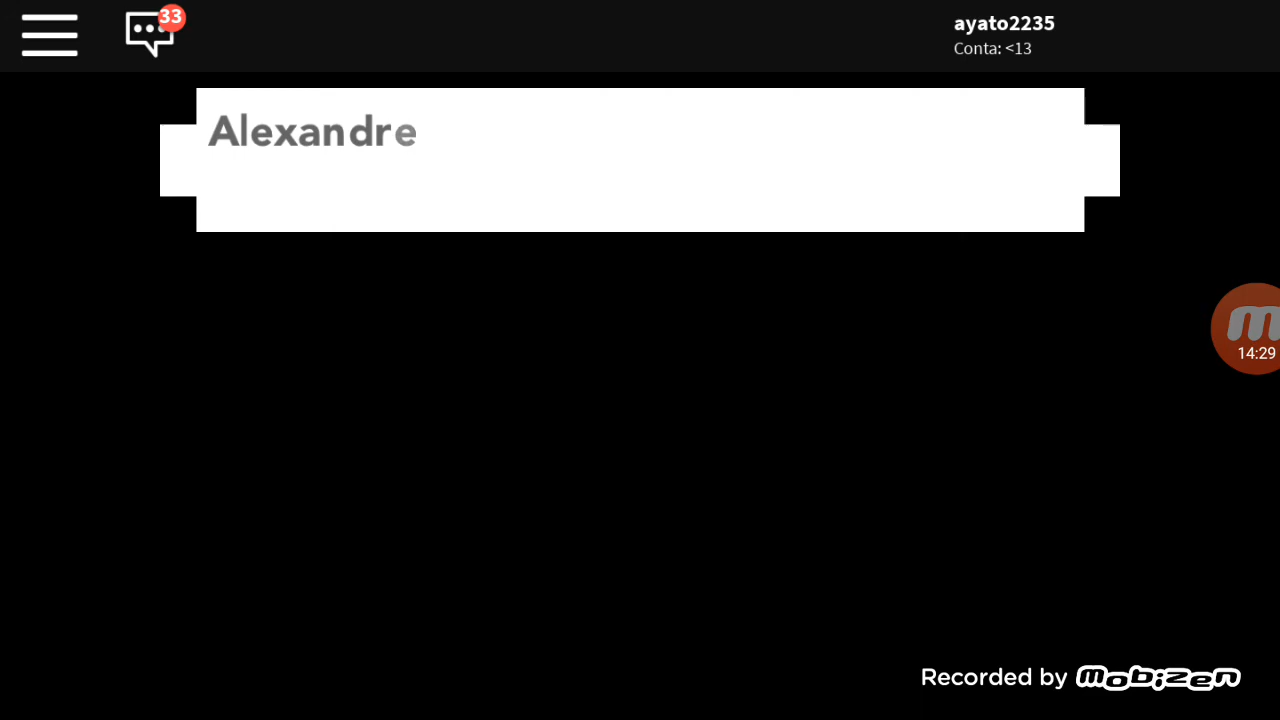 33
ayato2235
Conta: <13
Alexandre
14:29
Recorded by Mobizen